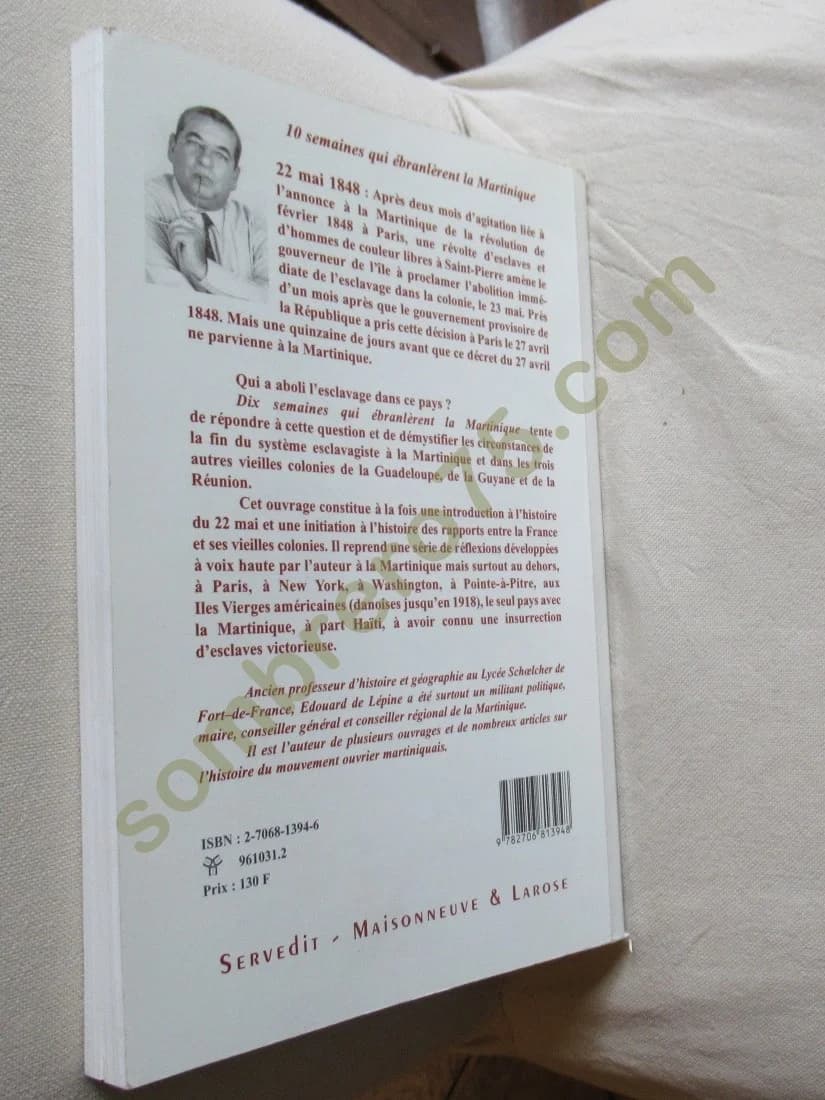 10 semaines qui ébranlèrent la Martinique
22 mai 1848 : Après deux mois d'agitation liée à
l'annonce à la Martinique de la révolution de
février 1848 à Paris, une révolte d'esclaves et
d'hommes de couleur libres à Saint-Pierre amène le
gouverneur de l'île à proclamer l'abolition immé-
diate de l'esclavage dans la colonie, le 23 mai. Près
d'un mois après que le gouvernement provisoire de
la République a pris cette décision à Paris le 27 avril
1848. Mais une quinzaine de jours avant que ce décret du 27 avril
ne parvienne à la Martinique.
Qui a aboli l'esclavage dans ce pays ?
Dix semaines qui ébranlèrent la Martinique tente
de répondre à cette question et de démystifier les circonstances de
la fin du système esclavagiste à la Martinique et dans les trois
autres vieilles colonies de la Guadeloupe, de la Guyane et de la
Réunion.
Cet ouvrage constitue à la fois une introduction à l'histoire
du 22 mai et une initiation à l'histoire des rapports entre la France
et ses vieilles colonies. Il reprend une série de réflexions développées
à voix haute par l'auteur à la Martinique mais surtout au dehors,
à Paris, à New York, à Washington, à Pointe-à-Pitre, aux
Iles Vierges américaines (danoises jusqu'en 1918), le seul pays avec
la Martinique, à part Haïti, à avoir connu une insurrection
d'esclaves victorieuse.
Ancien professeur d'histoire et géographie au Lycée Schœlcher de
Fort-de-France, Edouard de Lépine a été surtout un militant politique,
maire, conseiller général et conseiller régional de la Martinique.
Il est l'auteur de plusieurs ouvrages et de nombreux articles sur
l'histoire du mouvement ouvrier martiniquais.
ISBN : 2-7068-1394-6
961031.2
Prix : 130 F
9 782706 813948
SERVEDIT - MAISONNEUVE & LAROSE
sombrero75.com